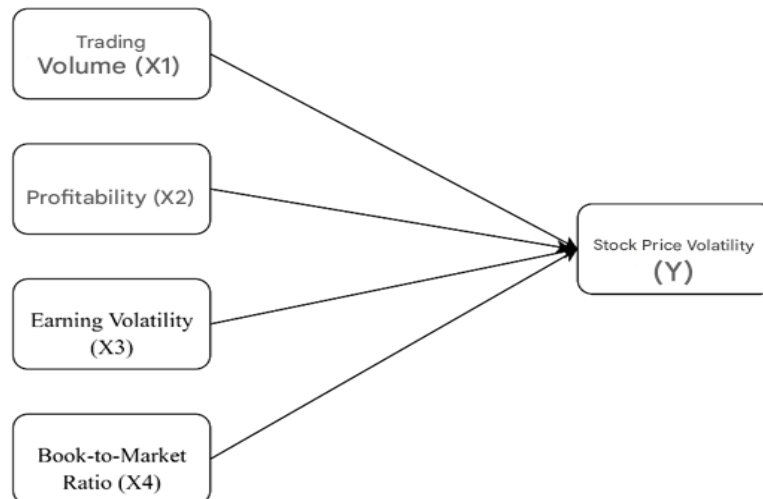 Trading
Volume (X1)
Profitability (X2)
Stock Price Volatility
(Y)
Earning Volatility
(X3)
Book-to-Market
Ratio (X4)